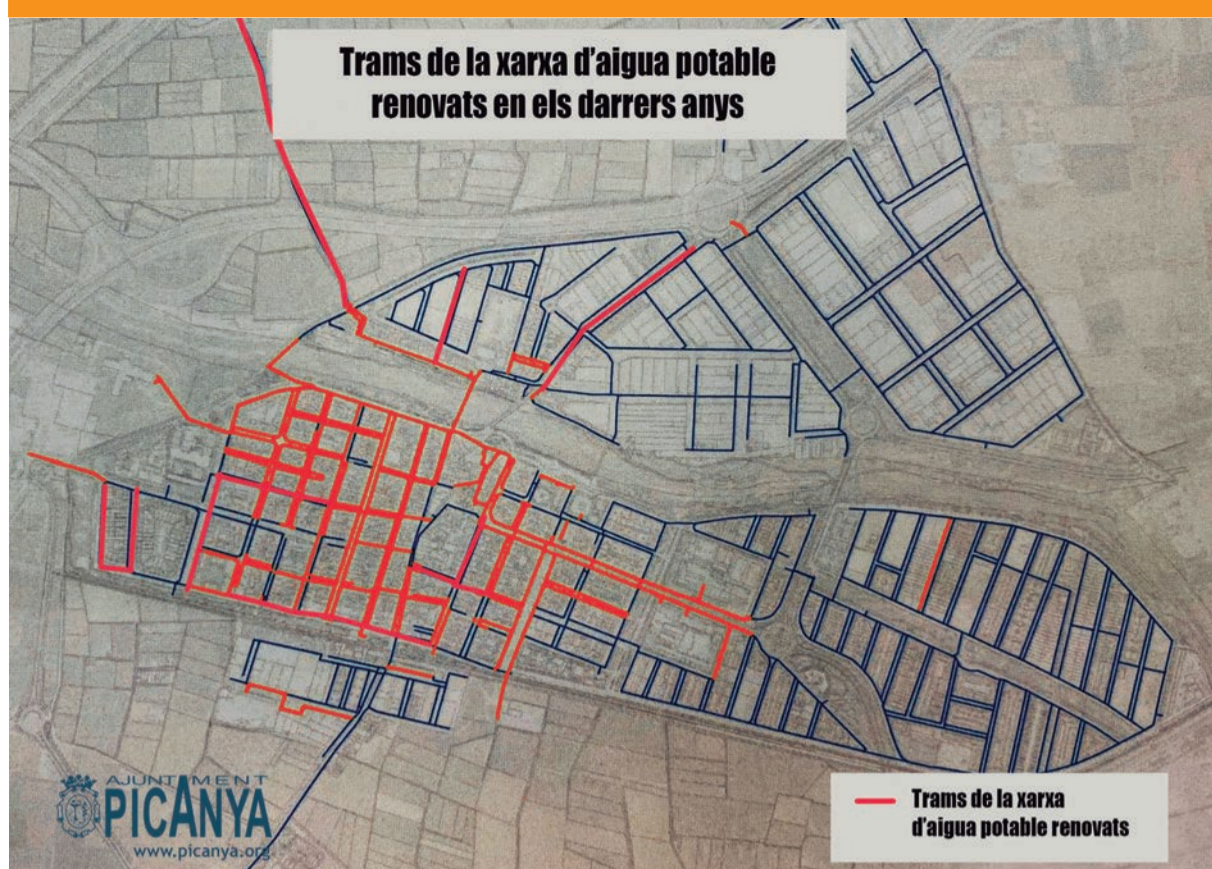 Trams de la xarxa d'aigua potable
renovats en els darrers anys
AJUNTAMENT
PICANYA
www.picanya.org
Trams de la xarxa
d'aigua potable renovats